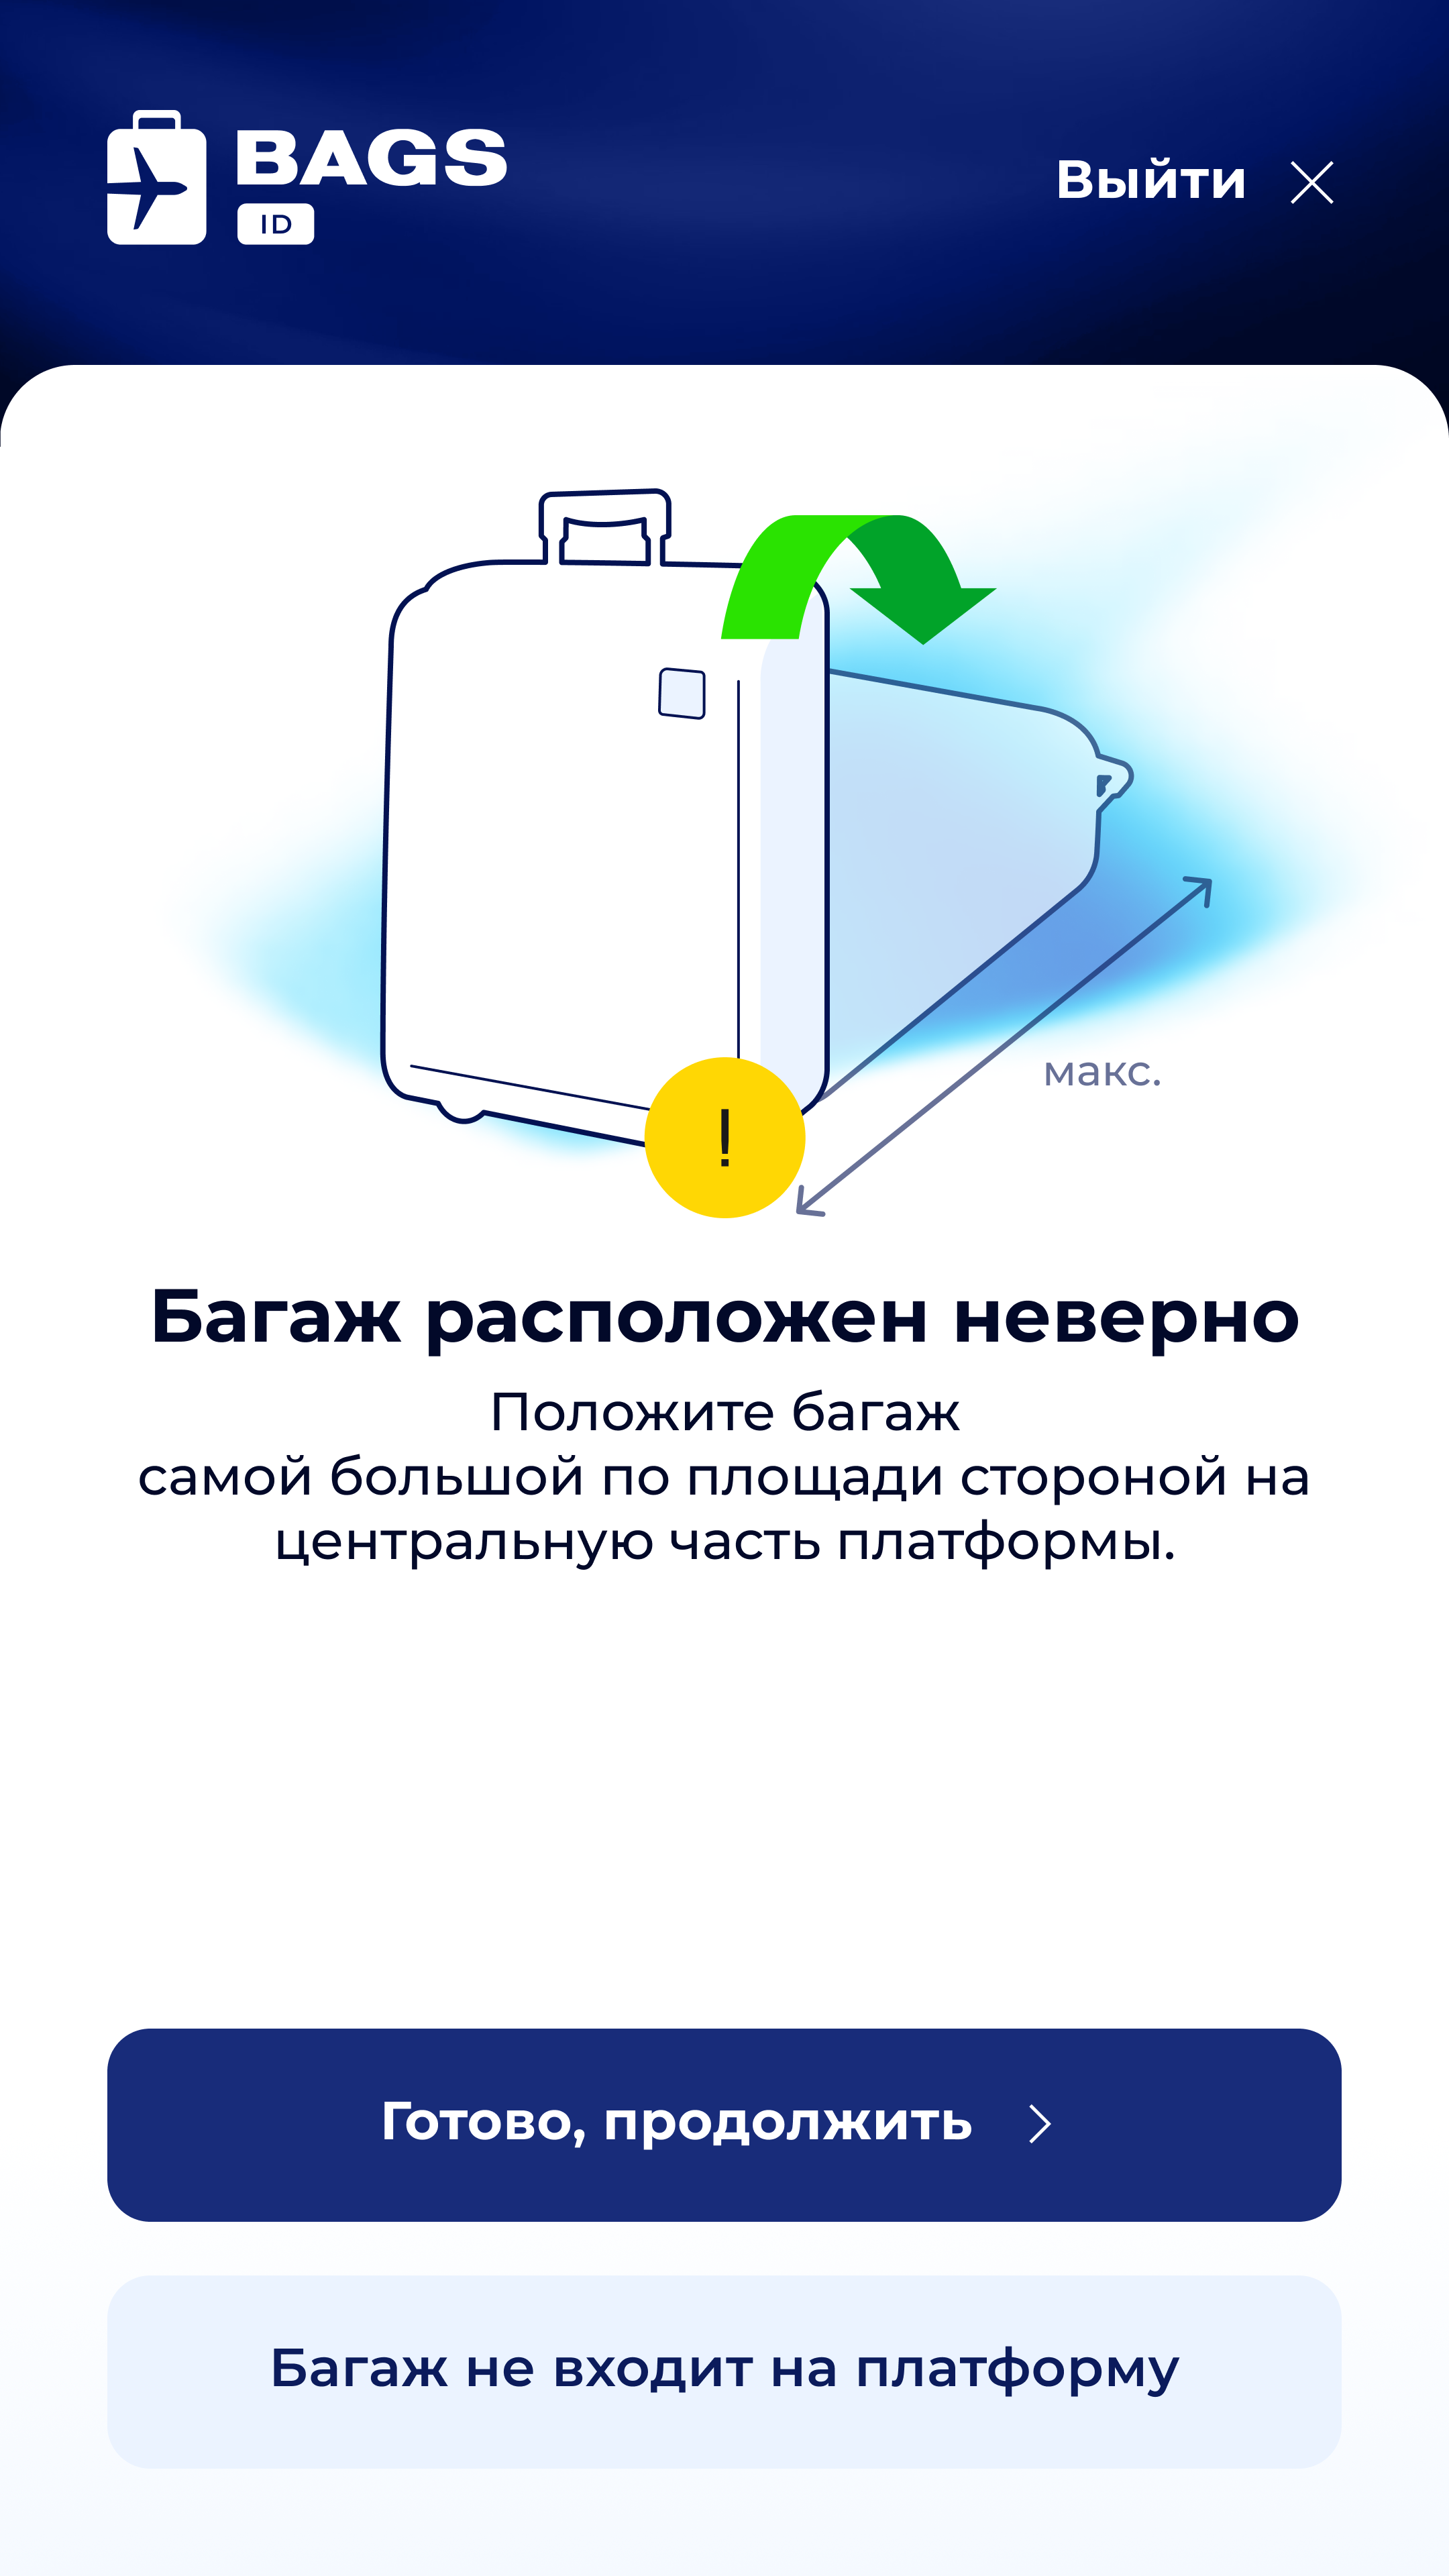 BAGS
ID
Выйти
макс.
!
Багаж расположен неверно
Положите багаж
самой большой по площади стороной на
центральную часть платформы.
Готово, продолжить
Багаж не входит на платформу